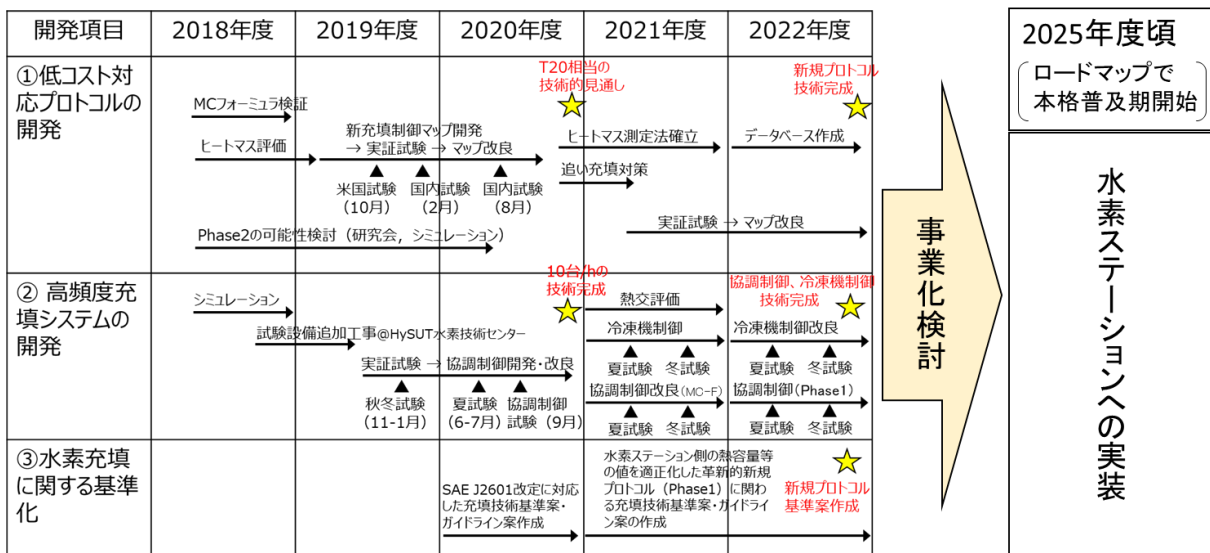 開発項目
2018年度
2019年度
2020年度
2021年度
2022年度
①低コスト対
応プロトコルの
開発
T20相当の
技術的見通し
新規プロトコル
技術完成
MCフォーミュラ検証
ヒートマス評価
新充填制御マップ開発
→ 実証試験 → マップ改良
▲ ▲ ▲
米国試験
(10月)
国内試験
(2月)
国内試験
(8月)
Phase2の可能性検討（研究会，シミュレーション）
ヒートマス測定法確立
追い充填対策
データベース作成
実証試験 → マップ改良
② 高頻度充
填システムの
開発
10台/hの
技術完成
協調制御、冷凍機制御
技術完成
シミュレーション
試験設備追加工事@HySUT水素技術センター
実証試験 → 協調制御開発・改良
▲ ▲ ▲
秋冬試験
(11-1月)
夏試験
(6-7月)
協調制御
試験（9月）
熱交評価
冷凍機制御
▲ ▲
夏試験 冬試験
協調制御改良(MC-F)
▲ ▲
夏試験 冬試験
冷凍機制御改良
▲ ▲
夏試験 冬試験
協調制御(Phase1)
▲ ▲
夏試験 冬試験
③水素充填
に関する基準
化
SAE J2601改定に対応
した充填技術基準案・
ガイドライン案作成
水素ステーション側の熱容量等
の値を適正化した革新的新規
プロトコル（Phase1）に関わ
る充填技術基準案・ガイドライ
ン案の作成
新規プロトコル
基準案作成
事業化検討
2025年度頃
ロードマップで
本格普及期開始
水素ステーションへの実装